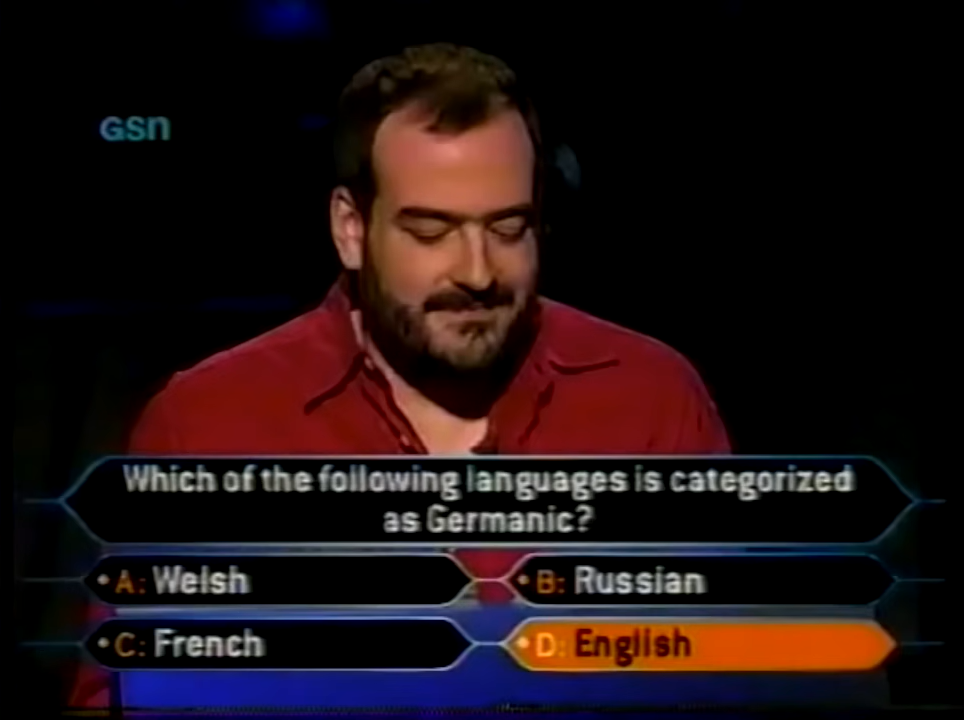 GSN
Which of the following languages is categorized
as Germanic?
A: Welsh
B: Russian
C: French
D: English